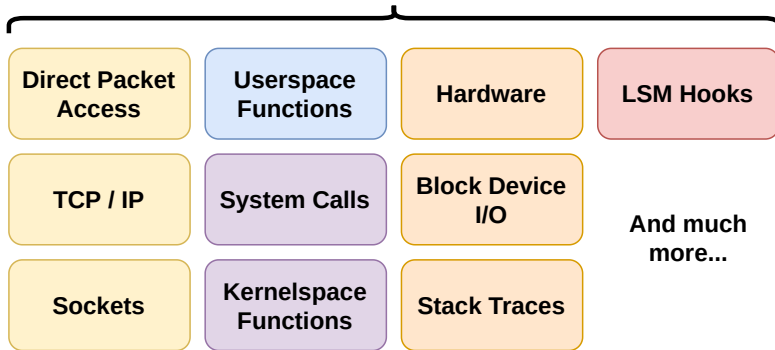 Direct Packet
Access
Userspace
Functions
Hardware
LSM Hooks
TCP / IP
System Calls
Block Device
I/O
And much
more...
Sockets
Kernelspace
Functions
Stack Traces